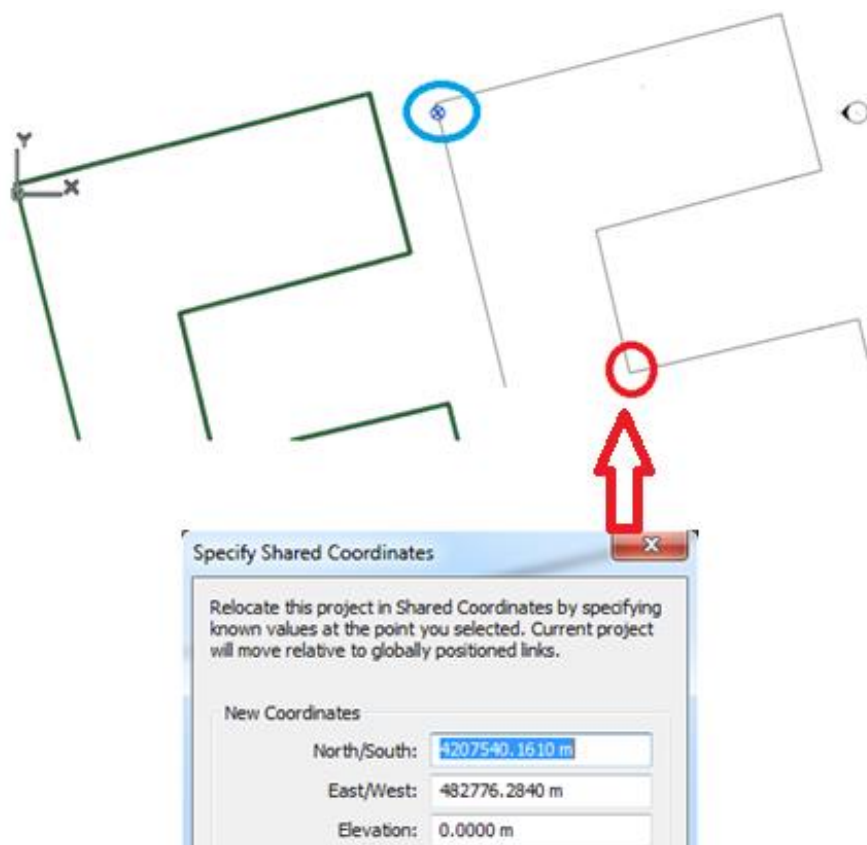 Y
X
Specify Shared Coordinates
Relocate this project in Shared Coordinates by specifying
known values at the point you selected. Current project
will move relative to globally positioned links.
New Coordinates
North/South: 4207540.1610 m
East/West: 482776.2840 m
Elevation: 0.0000 m